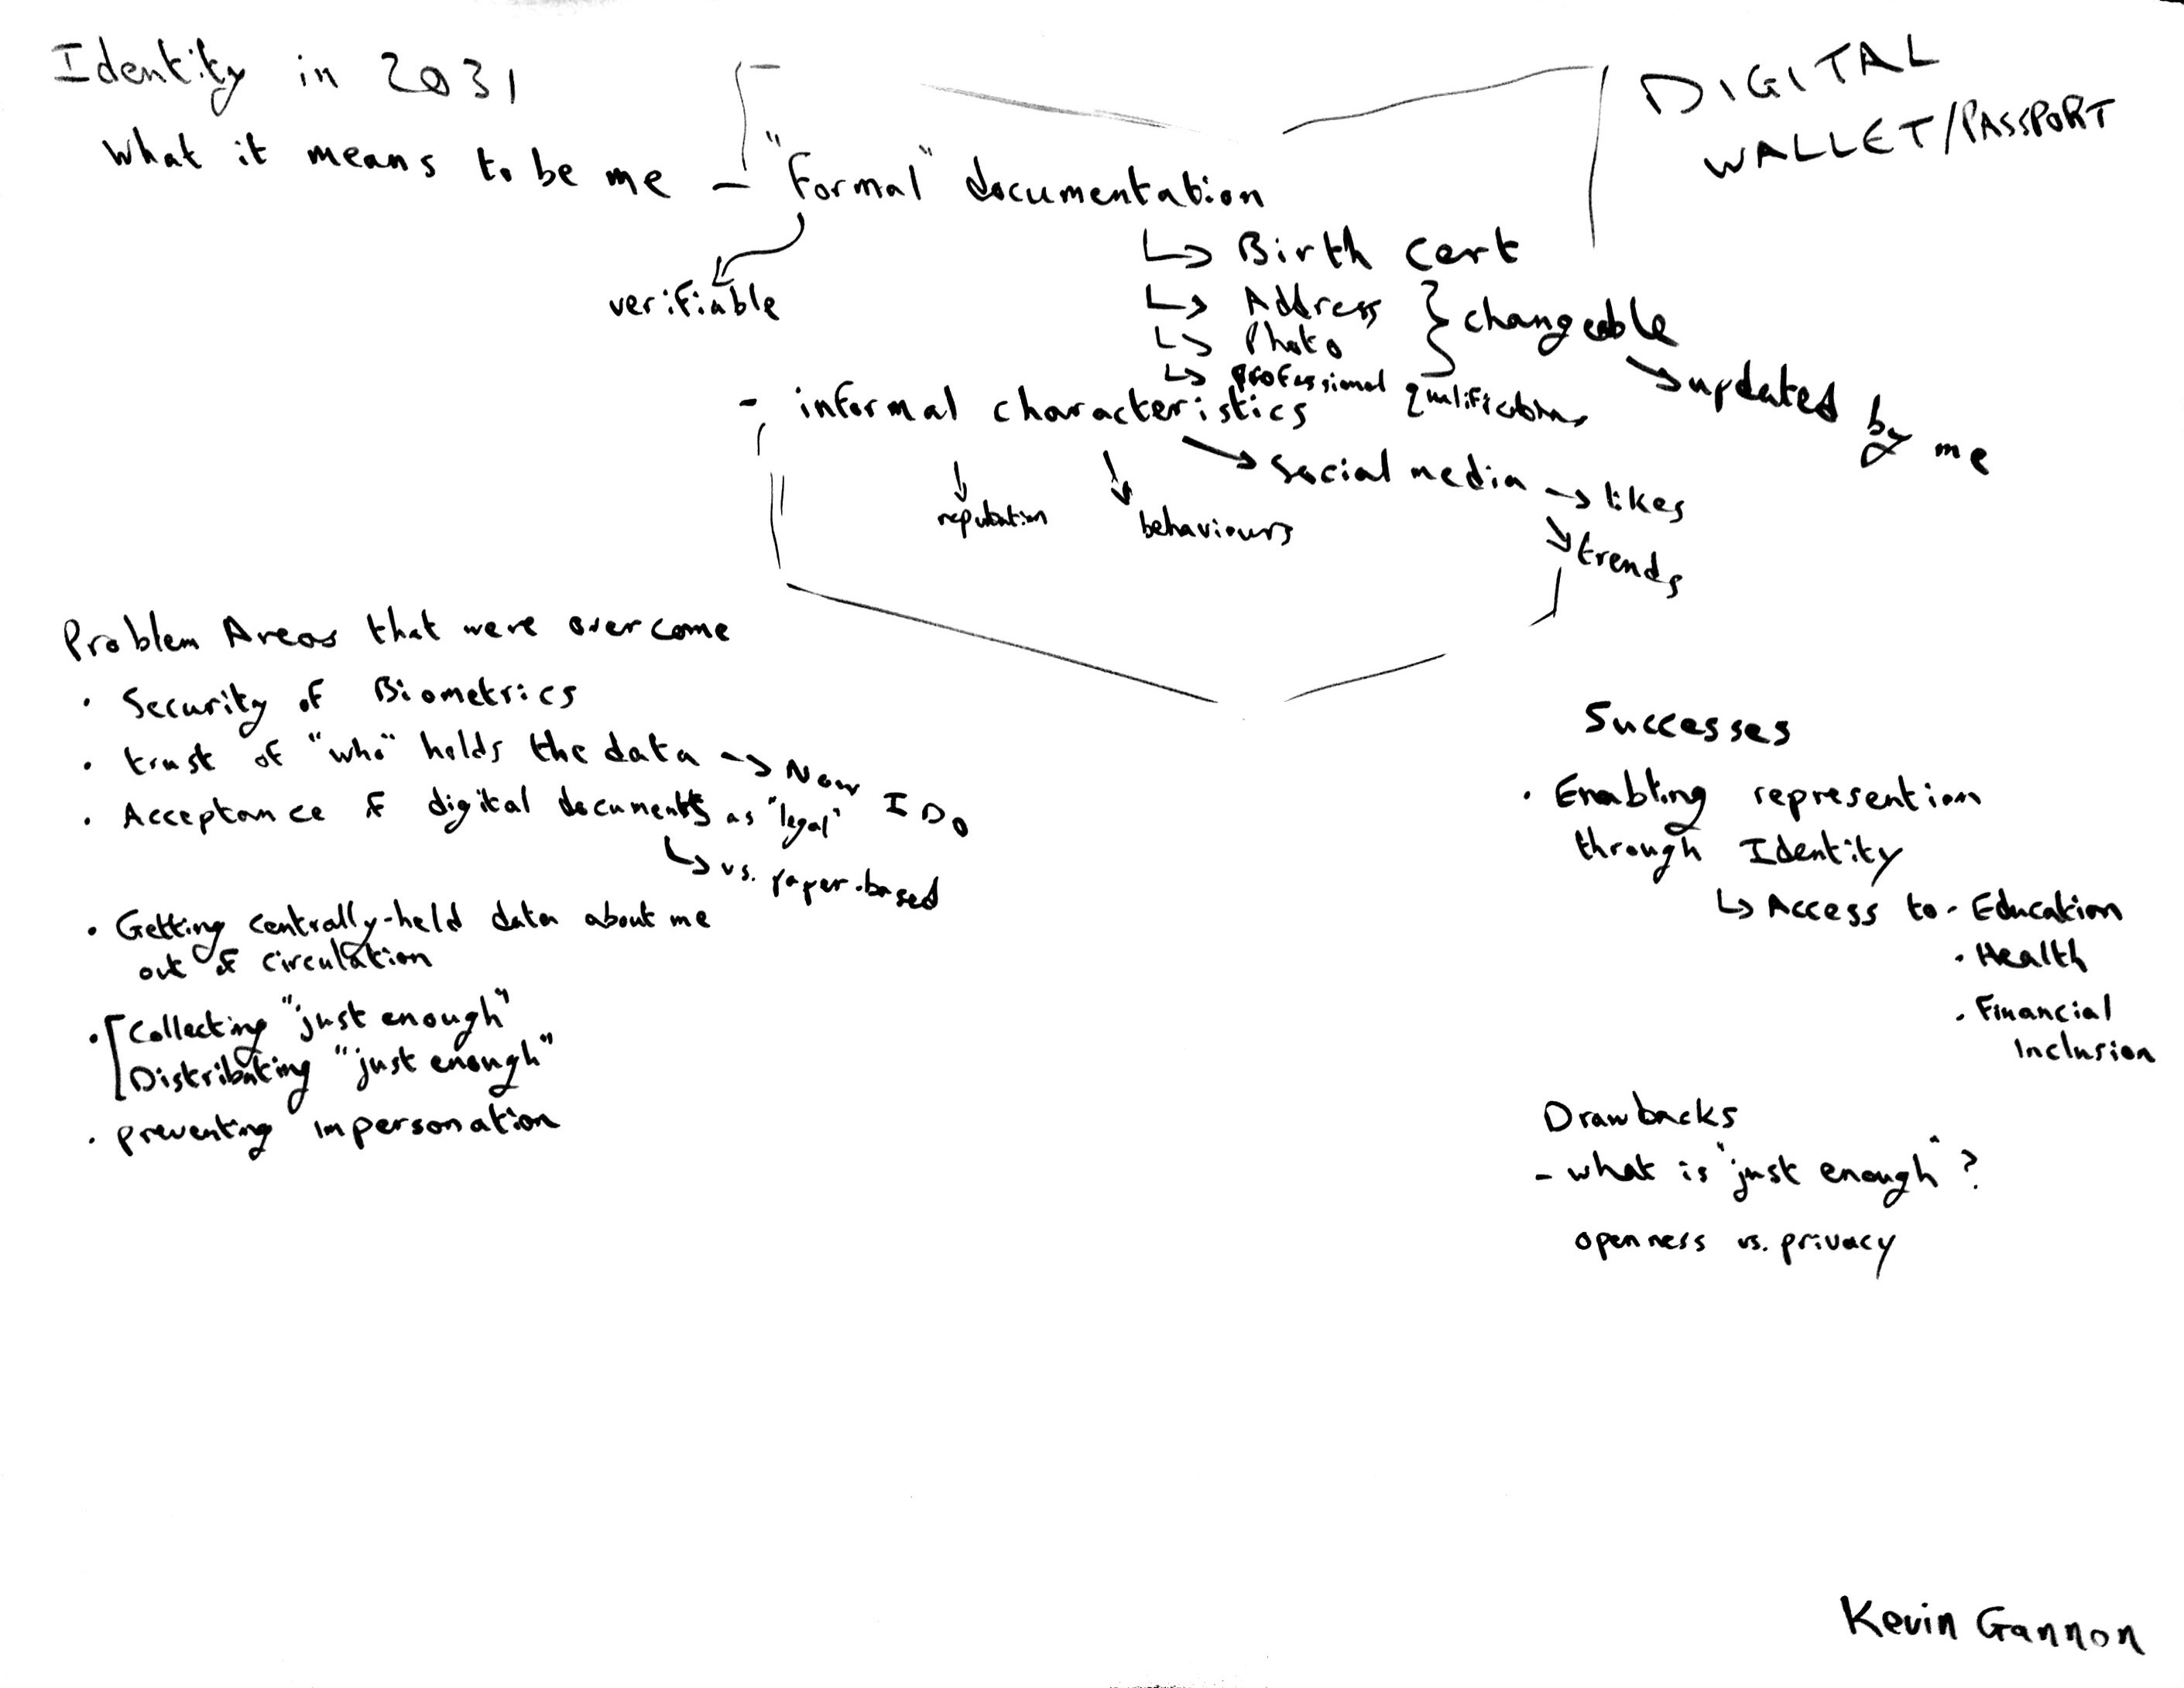 Identity in 2031
DIGITAL
WALLET/PASSPORT
What it means to be me - "Formal" documentation
verifiable
↳ Birth cert
↳ Address
↳ Photo
} changeable
→ updated by me
↳ professional qualifications
- informal characteristics
→ social media → likes
→ trends
↓ reputation
↓ behaviours
Problem Areas that were overcome
• Security of Biometrics
• trust of "who" holds the data → New ID
• Acceptance of digital documents as "legal"
↳ vs. paper-based
• Getting centrally-held data about me
out of circulation
• [Collecting "just enough"
Distributing "just enough"
• preventing impersonation
Successes
• Enabling represention
through Identity
↳ Access to - Education
• Health
• Financial
Inclusion
Drawbacks
- what is "just enough"?
openness vs. privacy
Kevin Gannon